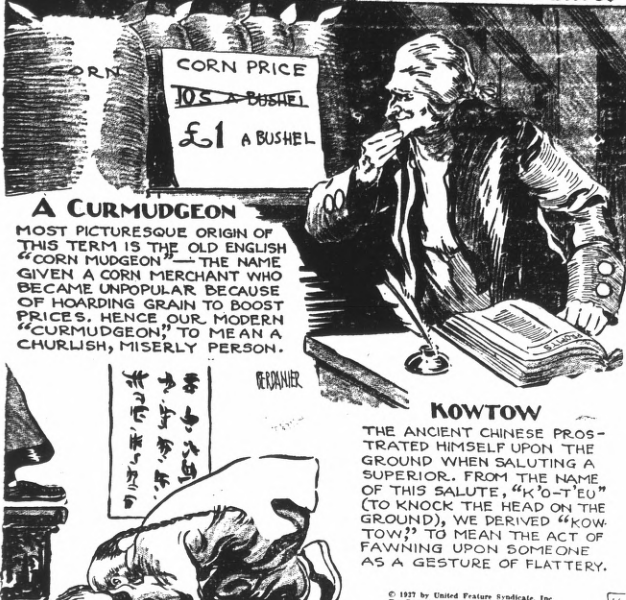 CORN
CORN PRICE
10S A BUSHEL
£1 A BUSHEL
A CURMUDGEON
MOST PICTURESQUE ORIGIN OF
THIS TERM IS THE OLD ENGLISH
"CORN MUDGEON" — THE NAME
GIVEN A CORN MERCHANT WHO
BECAME UNPOPULAR BECAUSE
OF HOARDING GRAIN TO BOOST
PRICES. HENCE OUR MODERN
"CURMUDGEON," TO MEAN A
CHURLISH, MISERLY PERSON.
BERDANIER
KOWTOW
THE ANCIENT CHINESE PROS-
TRATED HIMSELF UPON THE
GROUND WHEN SALUTING A
SUPERIOR. FROM THE NAME
OF THIS SALUTE, "K'O-T'EU"
(TO KNOCK THE HEAD ON THE
GROUND), WE DERIVED "KOW-
TOW," TO MEAN THE ACT OF
FAWNING UPON SOMEONE
AS A GESTURE OF FLATTERY.
© 1937 by United Feature Syndicate, Inc.